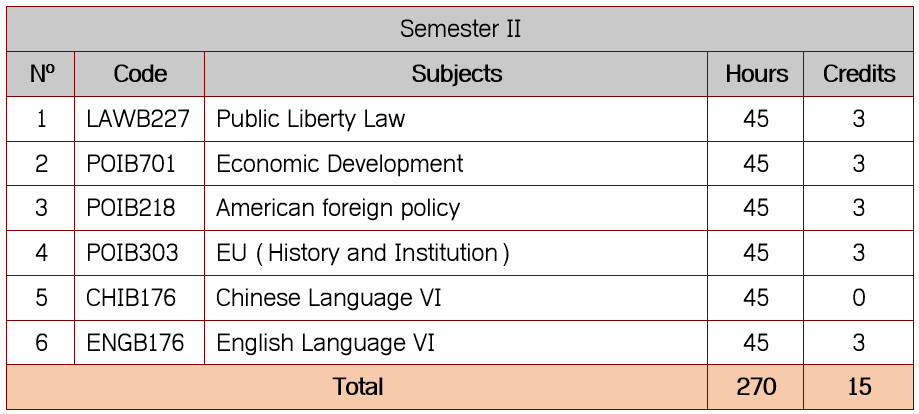 Semester II
Nº Code Subjects Hours Credits
1 LAWB227 Public Liberty Law 45 3
2 POIB701 Economic Development 45 3
3 POIB218 American foreign policy 45 3
4 POIB303 EU ( History and Institution ) 45 3
5 CHIB176 Chinese Language VI 45 0
6 ENGB176 English Language VI 45 3
Total 270 15